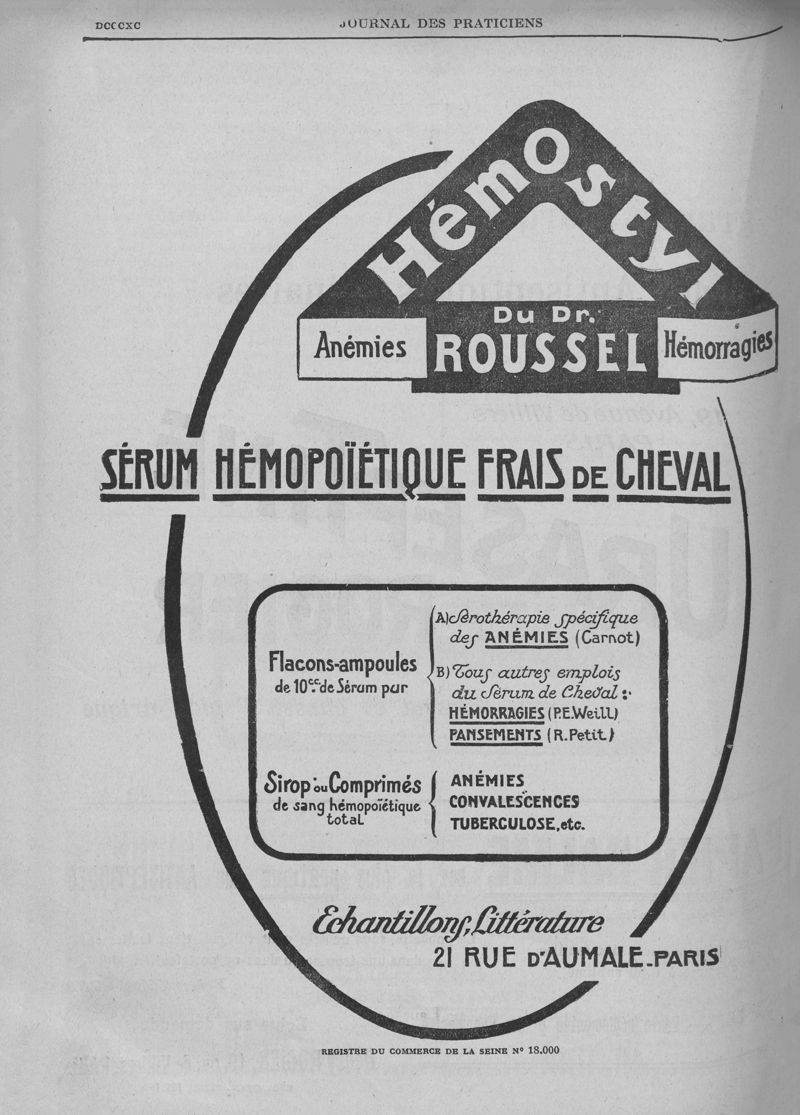 DCCCXC
JOURNAL DES PRATICIENS
HémOstyl
Du Dr.
Anémies
ROUSSEL
Hémorragies
SÉRUM HÉMOPOÏÉTIQUE FRAIS DE CHEVAL
Flacons-ampoules
de 10c.c. de Sérum pur
A) Sérothérapie spécifique
des ANÉMIES (Carnot)
B) Tous autres emplois
du Sérum de Cheval :
HÉMORRAGIES (P.E.Weill)
PANSEMENTS (R. Petit)
Sirop ou Comprimés
de sang hémopoïétique
total
ANÉMIES
CONVALESCENCES
TUBERCULOSE, etc.
Echantillons, Littérature
21 RUE D'AUMALE - PARIS
REGISTRE DU COMMERCE DE LA SEINE N° 18.000